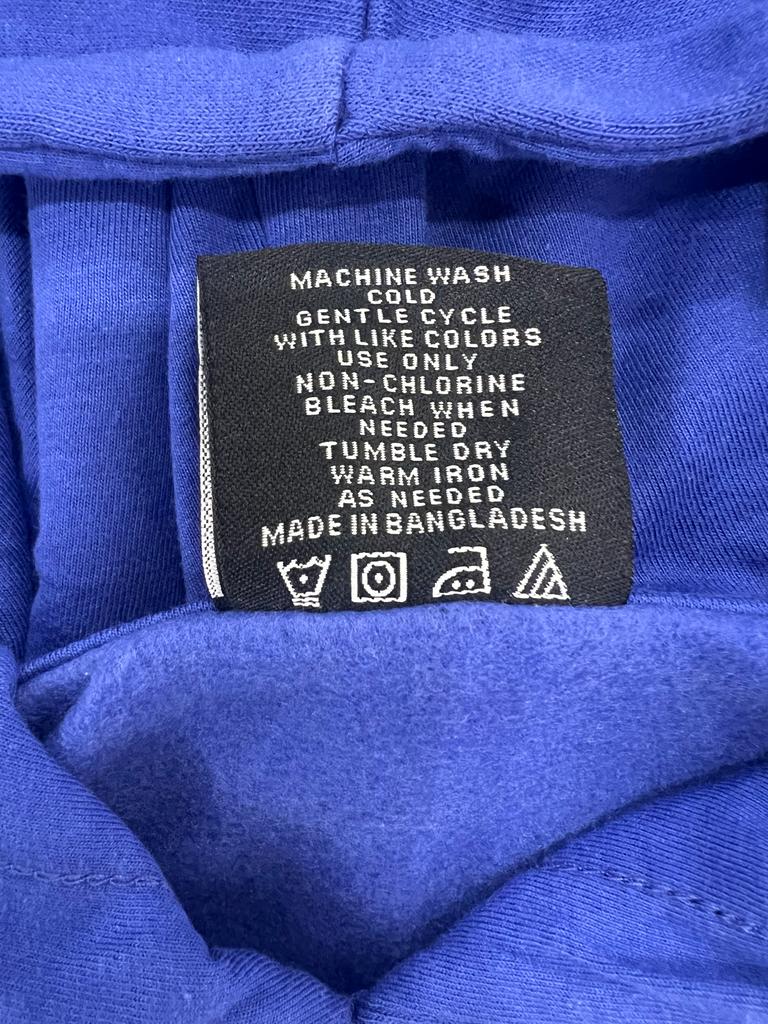 MACHINE WASH
COLD
GENTLE CYCLE
WITH LIKE COLORS
USE ONLY
NON-CHLORINE
BLEACH WHEN
NEEDED
TUMBLE DRY
WARM IRON
AS NEEDED
MADE IN BANGLADESH